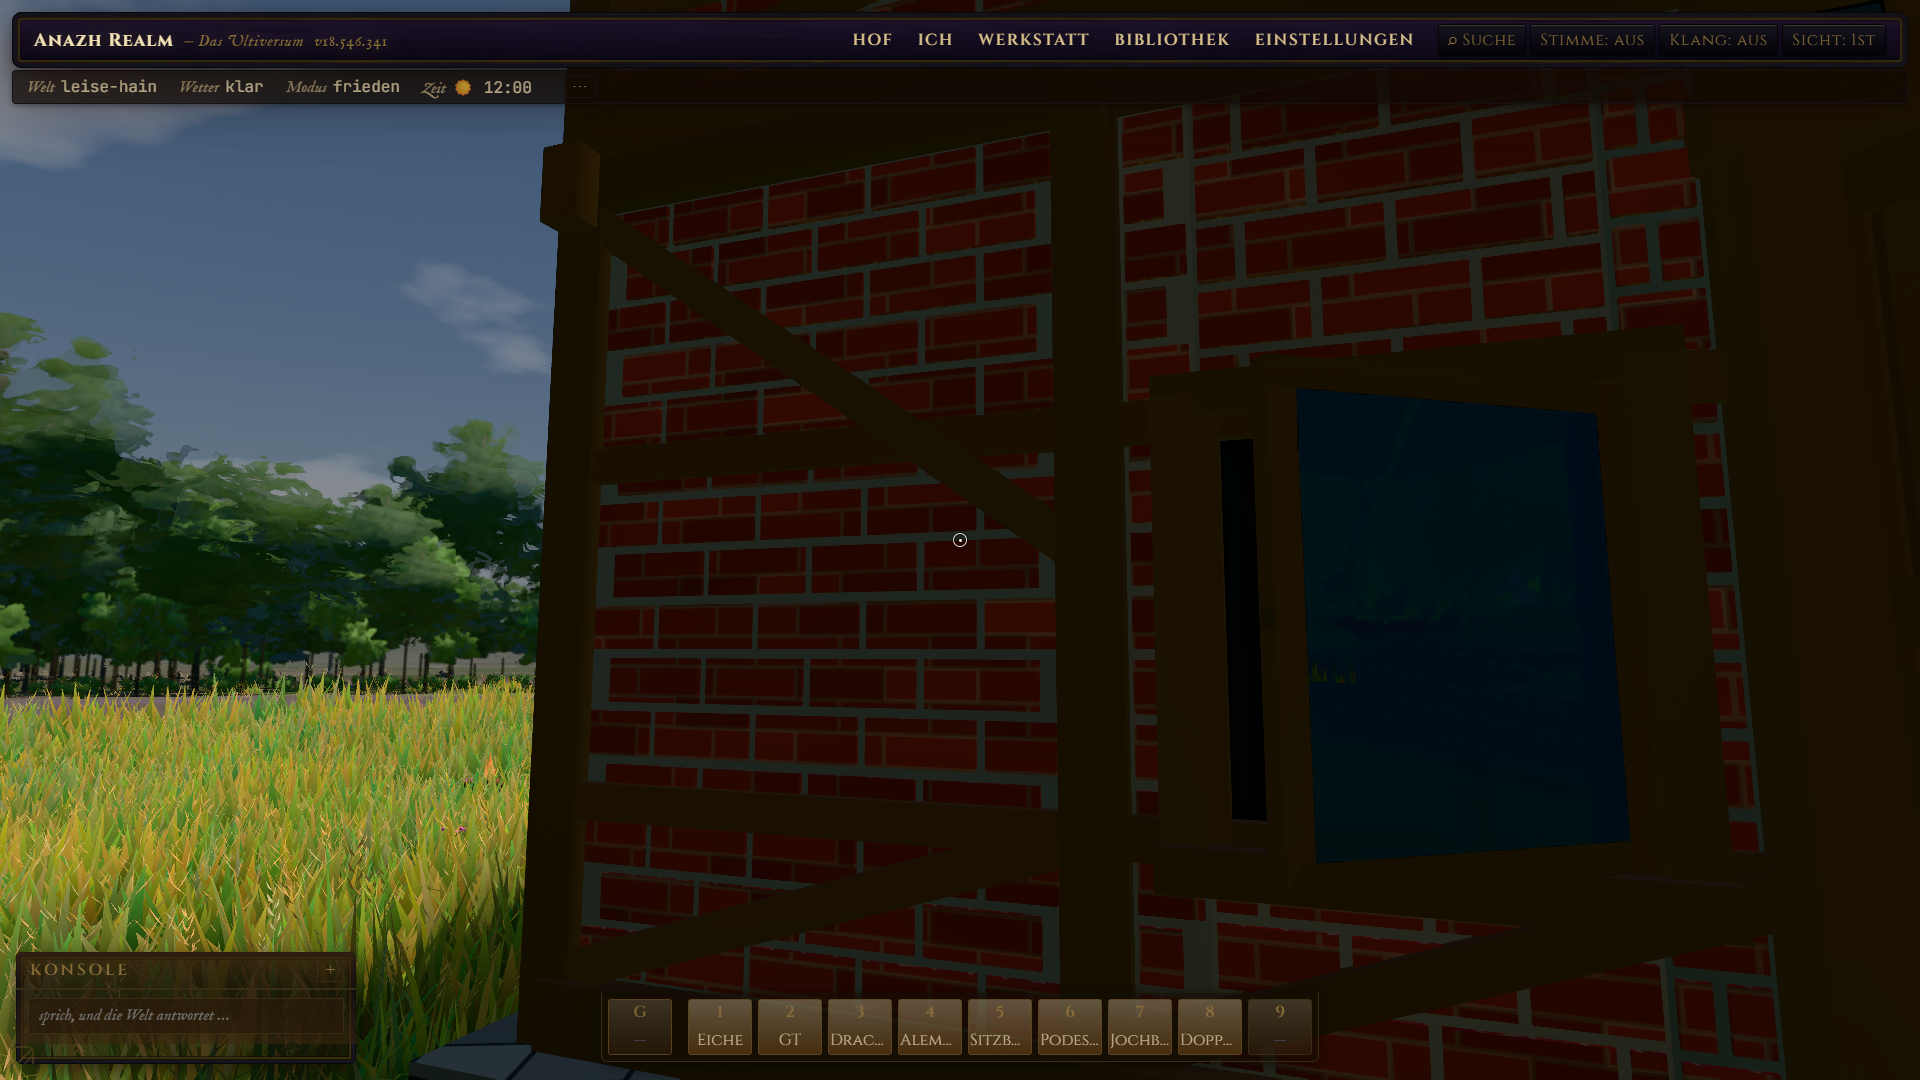 Anazh Realm – Das Ultiversum v18.546.341
HOF ICH WERKSTATT BIBLIOTHEK EINSTELLUNGEN
⌕ SUCHE STIMME: AUS KLANG: AUS SICHT: IST
Welt leise-hain Wetter klar Modus frieden Zeit 12:00 ...
KONSOLE +
sprich, und die Welt antwortet ...
G 1 2 3 4 5 6 7 8 9
— EICHE GT DRAC... ALEM... SITZB... PODES... JOCHB... DOPP... —